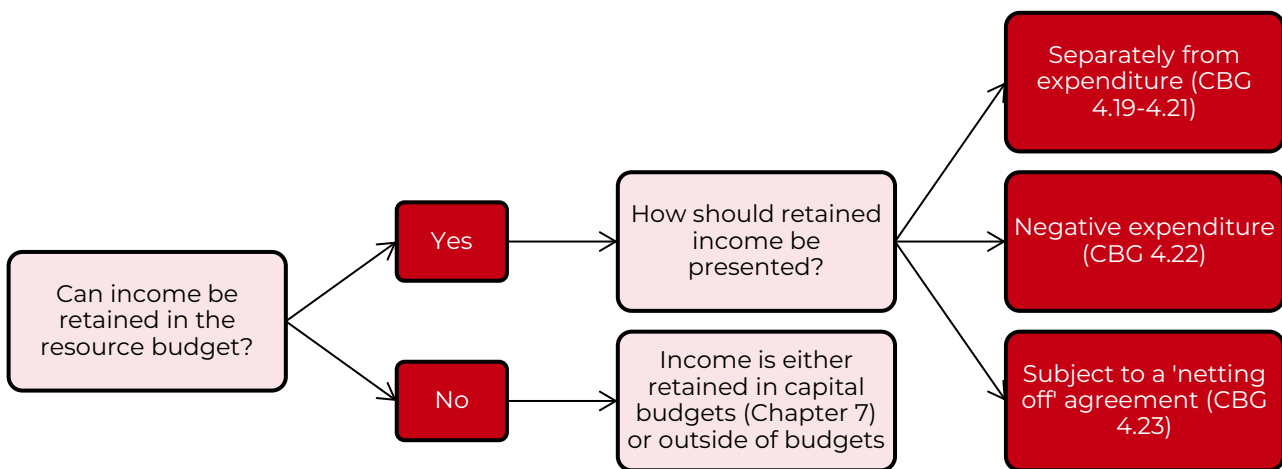 Can income be
retained in the
resource budget?
Yes
No
How should retained
income be
presented?
Income is either
retained in capital
budgets (Chapter 7)
or outside of budgets
Separately from
expenditure (CBG
4.19-4.21)
Negative expenditure
(CBG 4.22)
Subject to a 'netting
off' agreement (CBG
4.23)